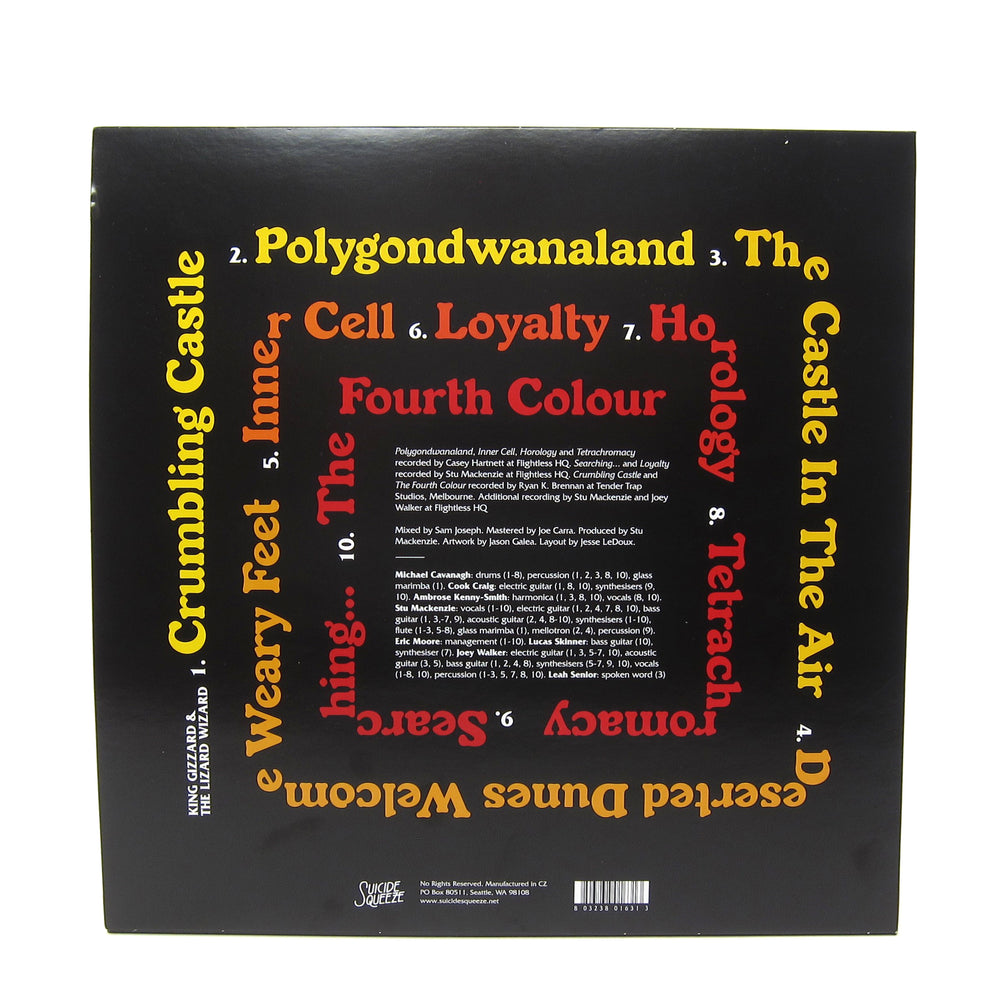 KING GIZZARD &
THE LIZARD WIZARD
1. Crumbling Castle
2. Polygondwanaland
3. The Castle In The Air
4. Deserted Dunes Welcome Weary Feet
5. Inner Cell
6. Loyalty
7. Horology
8. Tetrachromacy
9. Searching...
10. The Fourth Colour
Polygondwanaland, Inner Cell, Horology and Tetrachromacy
recorded by Casey Hartnett at Flightless HQ. Searching... and Loyalty
recorded by Stu Mackenzie at Flightless HQ. Crumbling Castle and
The Fourth Colour recorded by Ryan K. Brennan at Tender Trap
Studios, Melbourne. Additional recording by Stu Mackenzie and Joey
Walker at Flightless HQ
Mixed by Sam Joseph. Mastered by Joe Carra. Produced by Stu
Mackenzie. Artwork by Jason Galea. Layout by Jesse LeDoux.
Michael Cavanagh: drums (1-8), percussion (1, 2, 3, 8, 10), glass
marimba (1). Cook Craig: electric guitar (1, 8, 10), synthesisers (9,
10). Ambrose Kenny-Smith: harmonica (1, 3, 8, 10), vocals (8, 10).
Stu Mackenzie: vocals (1-10), electric guitar (1, 2, 4, 7, 8, 10), bass
guitar (1, 3,-7, 9), acoustic guitar (2, 4, 8-10), synthesisers (1-10),
flute (1-3, 5-8), glass marimba (1), mellotron (2, 4), percussion (9).
Eric Moore: management (1-10). Lucas Skinner: bass guitar (10),
synthesiser (7). Joey Walker: electric guitar (1, 3, 5-7, 10), acoustic
guitar (3, 5), bass guitar (1, 2, 4, 8), synthesisers (5-7, 9, 10), vocals
(1-8, 10), percussion (1-3, 5, 7, 8, 10). Leah Senior: spoken word (3)
SUICIDE
SQUEEZE
No Rights Reserved. Manufactured in CZ
PO Box 80511, Seattle, WA 98108
www.suicidesqueeze.net
8 03238 01631 3